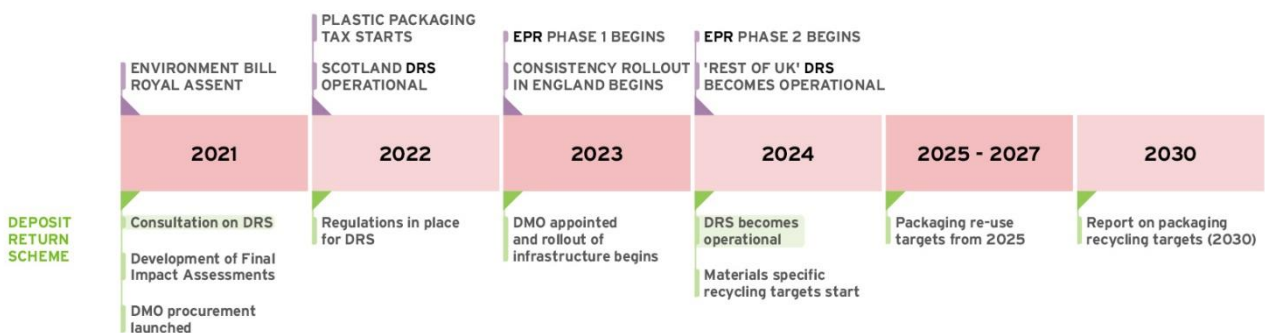 PLASTIC PACKAGING
TAX STARTS
EPR PHASE 1 BEGINS
EPR PHASE 2 BEGINS
ENVIRONMENT BILL
ROYAL ASSENT
SCOTLAND DRS
OPERATIONAL
CONSISTENCY ROLLOUT
IN ENGLAND BEGINS
'REST OF UK' DRS
BECOMES OPERATIONAL
2021
2022
2023
2024
2025 - 2027
2030
DEPOSIT
RETURN
SCHEME
Consultation on DRS
Development of Final
Impact Assessments
DMO procurement
launched
Regulations in place
for DRS
DMO appointed
and rollout of
infrastructure begins
DRS becomes
operational
Materials specific
recycling targets start
Packaging re-use
targets from 2025
Report on packaging
recycling targets (2030)